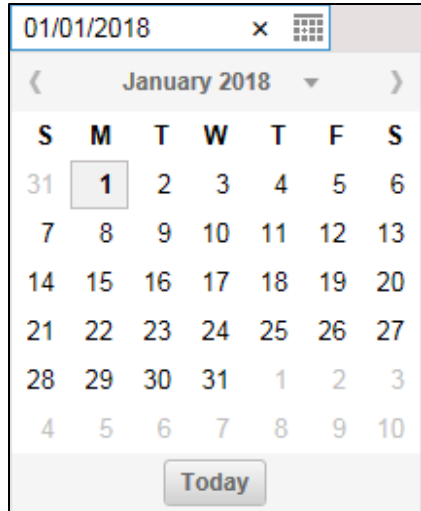 01/01/2018 ×
《 January 2018 》
S M T W T F S
31 1 2 3 4 5 6
7 8 9 10 11 12 13
14 15 16 17 18 19 20
21 22 23 24 25 26 27
28 29 30 31 1 2 3
4 5 6 7 8 9 10
Today